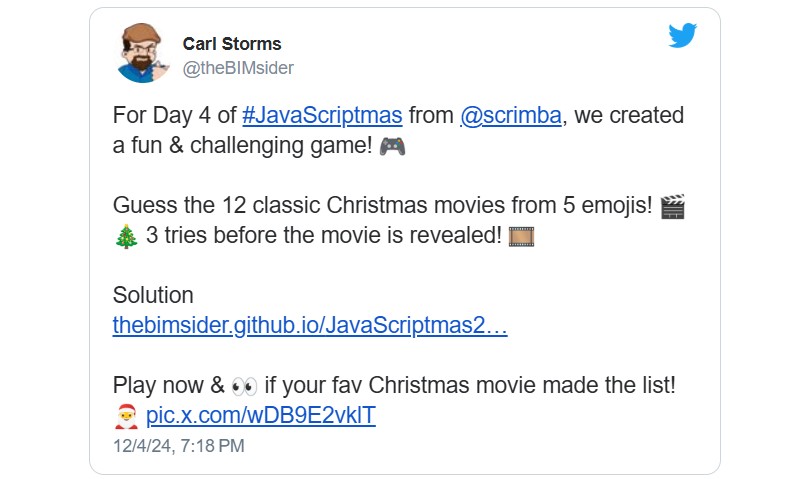 Carl Storms
@theBIMsider
For Day 4 of #JavaScriptmas from @scrimba, we created
a fun & challenging game! 🎮
Guess the 12 classic Christmas movies from 5 emojis! 🎬
🎄 3 tries before the movie is revealed! 🎞️
Solution
thebimsider.github.io/JavaScriptmas2…
Play now & 👀 if your fav Christmas movie made the list!
🎅 pic.x.com/wDB9E2vklT
12/4/24, 7:18 PM